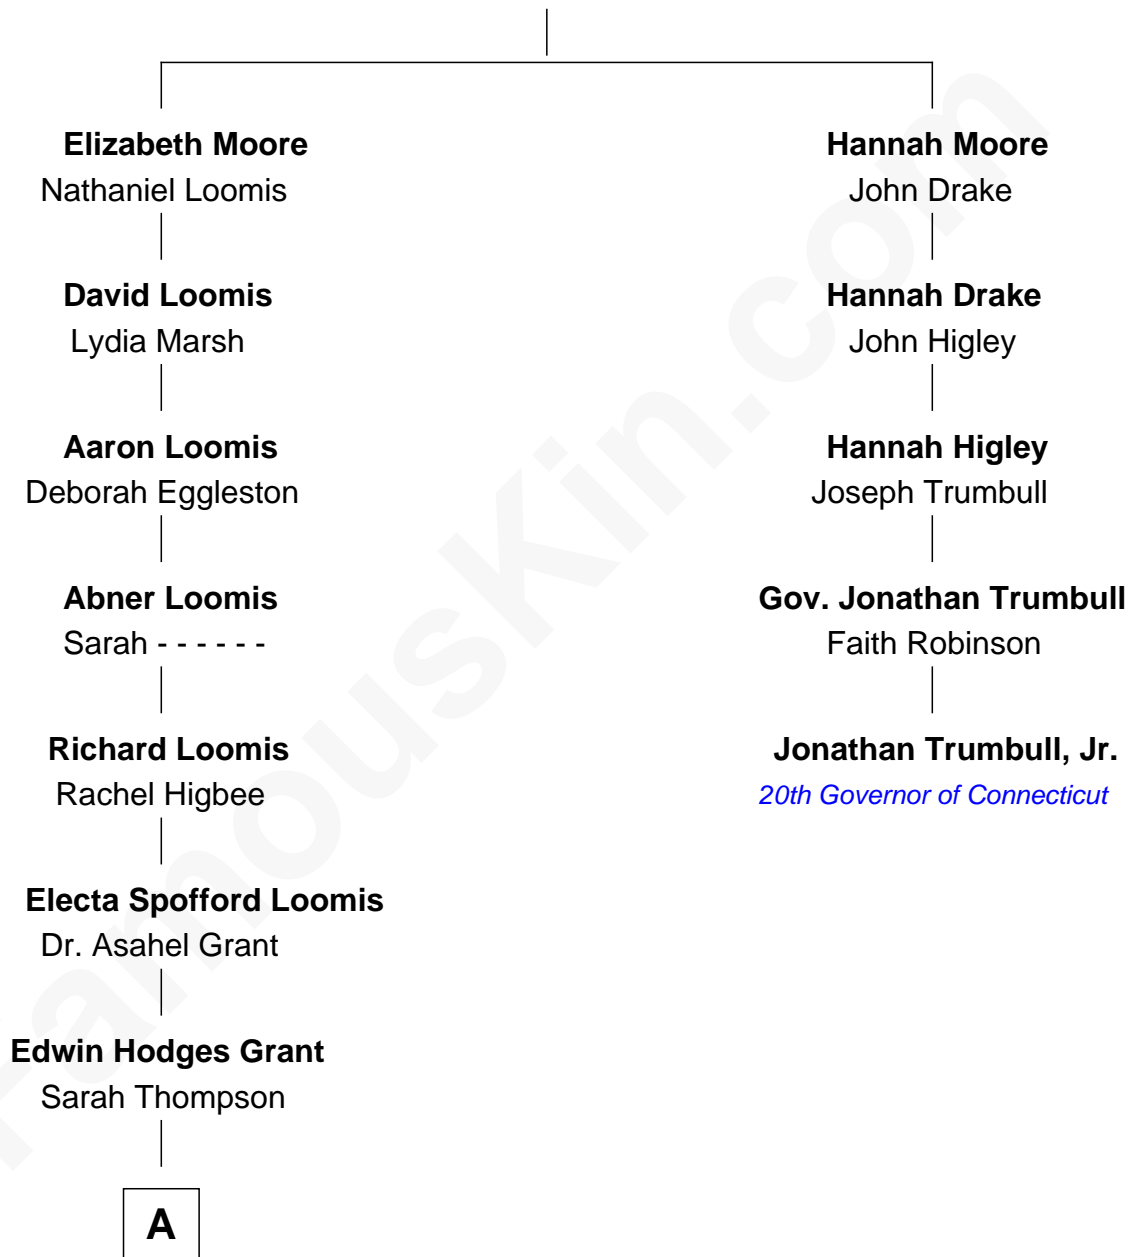 Elizabeth Moore
Nathaniel Loomis
Hannah Moore
John Drake
David Loomis
Lydia Marsh
Hannah Drake
John Higley
Aaron Loomis
Deborah Eggleston
Hannah Higley
Joseph Trumbull
Abner Loomis
Sarah - - - - - -
Gov. Jonathan Trumbull
Faith Robinson
Richard Loomis
Rachel Higbee
Jonathan Trumbull, Jr.
20th Governor of Connecticut
Electa Spofford Loomis
Dr. Asahel Grant
Edwin Hodges Grant
Sarah Thompson
A
FamousKin.com